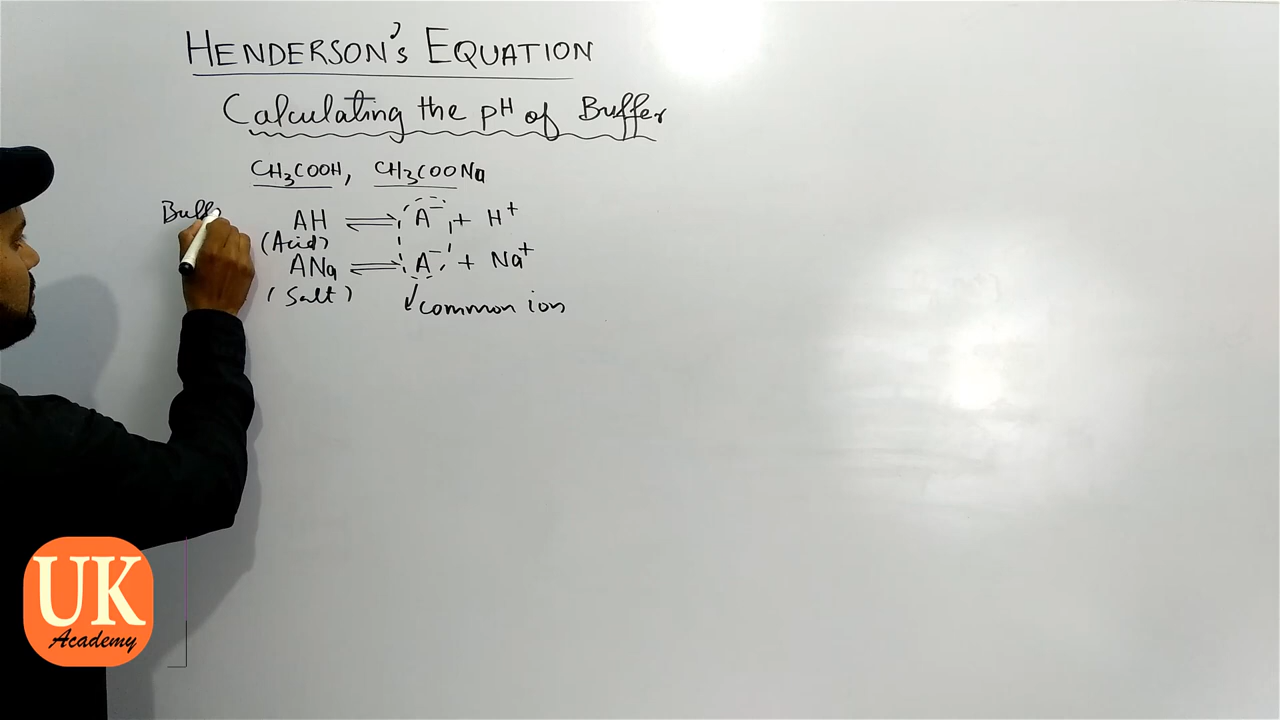 HENDERSON's EQUATION
Calculating the pH of Buffer
CH₃COOH, CH₃COONa
AH ⇌ A⁻ + H⁺
(Acid)
ANa ⇌ A⁻ + Na⁺
(Salt)
common ion
UK
Academy